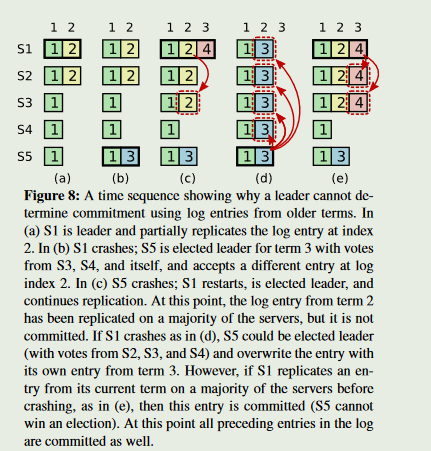 1 2 1 2 1 2 3 1 2 3 1 2 3
S1 1 2 1 2 1 2 4 1 3 1 2 4
S2 1 2 1 2 1 2 1 3 1 2 4
S3 1 1 1 2 1 3 1 2 4
S4 1 1 1 1 3 1
S5 1 1 3 1 3 1 3 1 3
(a) (b) (c) (d) (e)
Figure 8: A time sequence showing why a leader cannot de-
termine commitment using log entries from older terms. In
(a) S1 is leader and partially replicates the log entry at index
2. In (b) S1 crashes; S5 is elected leader for term 3 with votes
from S3, S4, and itself, and accepts a different entry at log
index 2. In (c) S5 crashes; S1 restarts, is elected leader, and
continues replication. At this point, the log entry from term 2
has been replicated on a majority of the servers, but it is not
committed. If S1 crashes as in (d), S5 could be elected leader
(with votes from S2, S3, and S4) and overwrite the entry with
its own entry from term 3. However, if S1 replicates an en-
try from its current term on a majority of the servers before
crashing, as in (e), then this entry is committed (S5 cannot
win an election). At this point all preceding entries in the log
are committed as well.